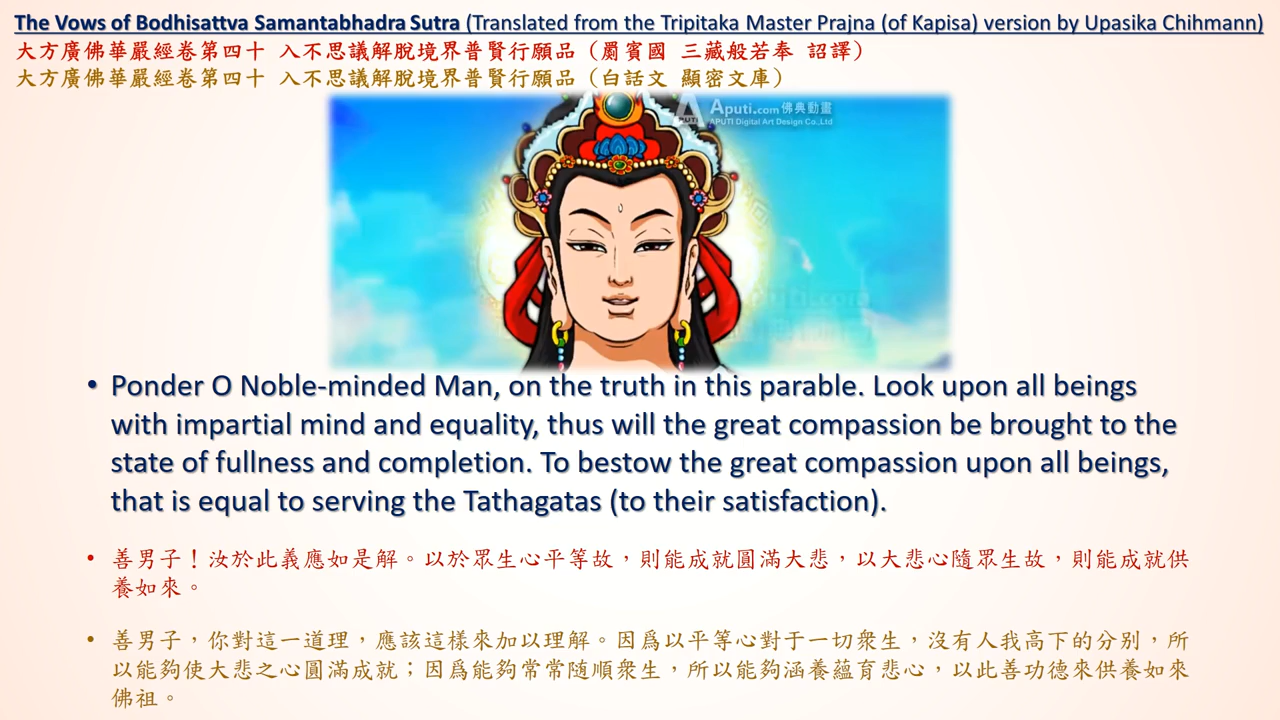 The Vows of Bodhisattva Samantabhadra Sutra (Translated from the Tripitaka Master Prajna (of Kapisa) version by Upasika Chihmann)
大方廣佛華嚴經卷第四十 入不思議解脫境界普賢行願品（罽賓國 三藏般若奉 詔譯）
大方廣佛華嚴經卷第四十 入不思議解脫境界普賢行願品（白話文 顯密文庫）
Aputi.com 佛典動畫
APUTI
APUTI Digital Art Design Co.,Ltd
Aputi.com
• Ponder O Noble-minded Man, on the truth in this parable. Look upon all beings
with impartial mind and equality, thus will the great compassion be brought to the
state of fullness and completion. To bestow the great compassion upon all beings,
that is equal to serving the Tathagatas (to their satisfaction).
• 善男子！汝於此義應如是解。以於眾生心平等故，則能成就圓滿大悲，以大悲心隨眾生故，則能成就供
養如來。
• 善男子，你對這一道理，應該這樣來加以理解。因爲以平等心對于一切衆生，沒有人我高下的分别，所
以能夠使大悲之心圓滿成就；因爲能夠常常随順衆生，所以能夠涵養蘊育悲心，以此善功德來供養如來
佛祖。